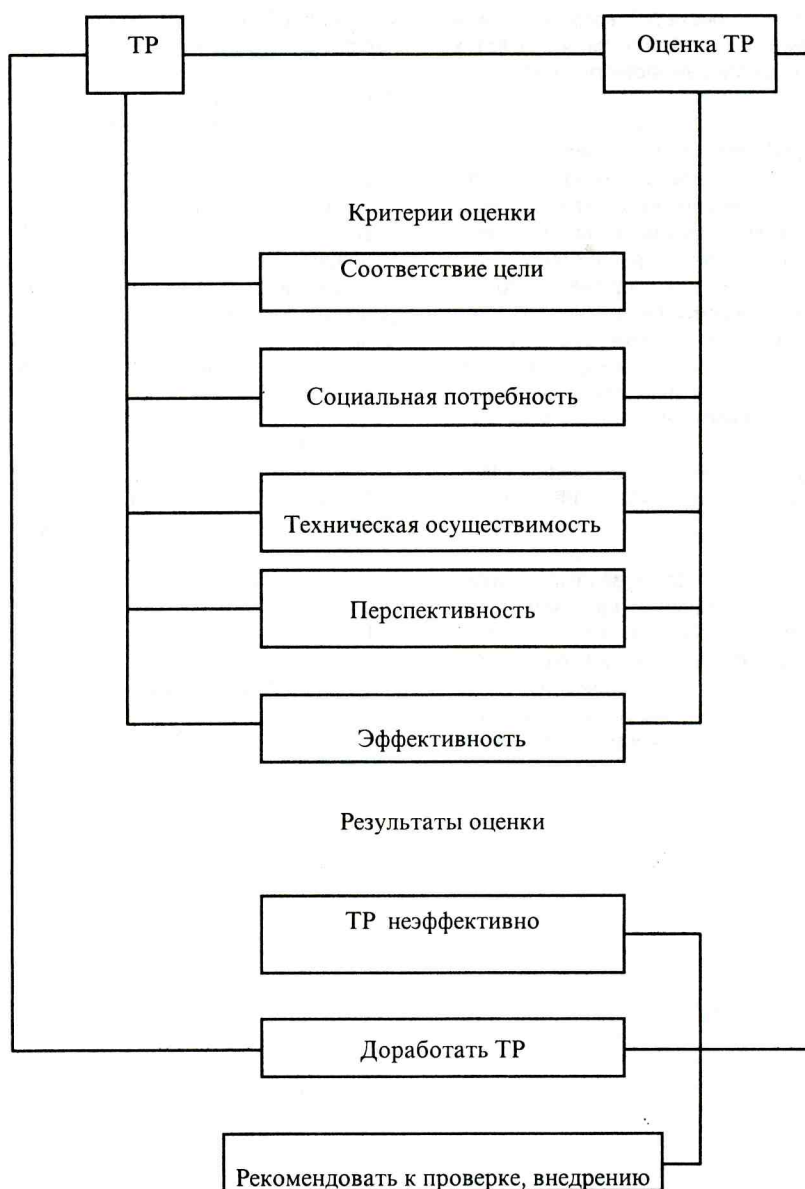 ТР
Оценка ТР
Критерии оценки
Соответствие цели
Социальная потребность
Техническая осуществимость
Перспективность
Эффективность
Результаты оценки
ТР неэффективно
Доработать ТР
Рекомендовать к проверке, внедрению